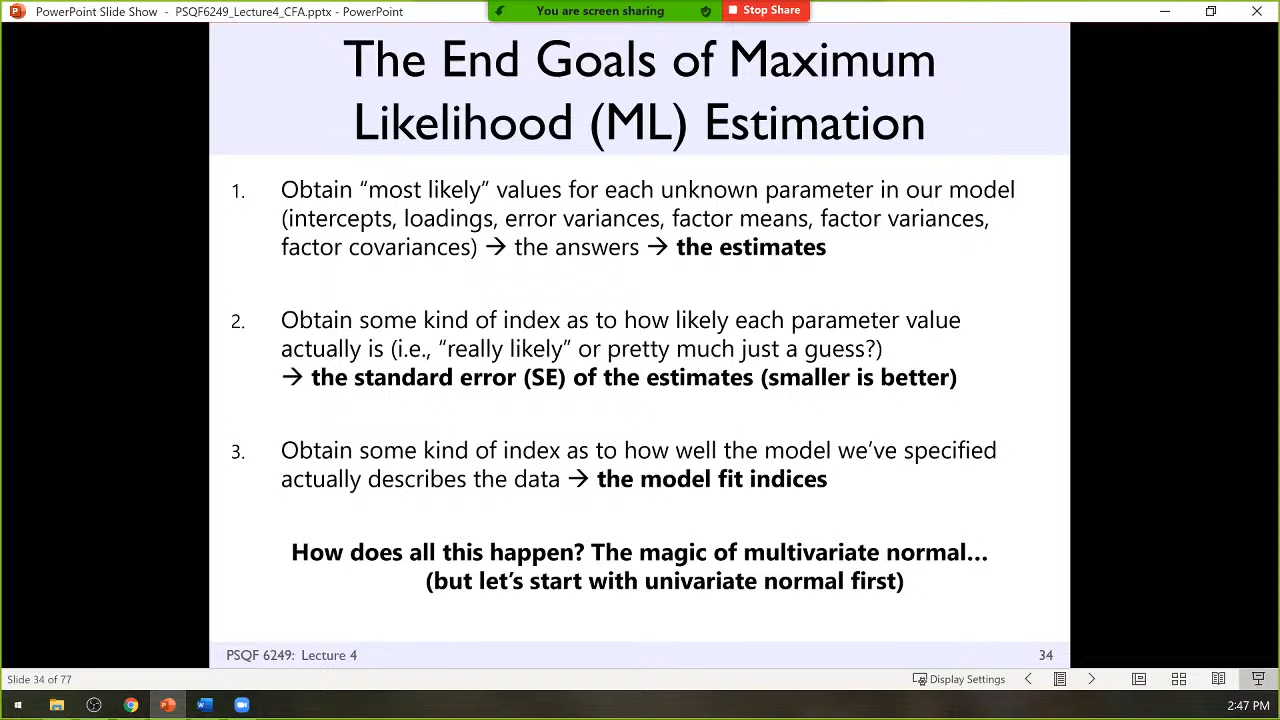 PowerPoint Slide Show - PSQF6249_Lecture4_CFA.pptx - PowerPoint
You are screen sharing
Stop Share
The End Goals of Maximum
Likelihood (ML) Estimation
1. Obtain “most likely” values for each unknown parameter in our model
(intercepts, loadings, error variances, factor means, factor variances,
factor covariances) → the answers → the estimates
2. Obtain some kind of index as to how likely each parameter value
actually is (i.e., “really likely” or pretty much just a guess?)
→ the standard error (SE) of the estimates (smaller is better)
3. Obtain some kind of index as to how well the model we’ve specified
actually describes the data → the model fit indices
How does all this happen? The magic of multivariate normal…
(but let’s start with univariate normal first)
PSQF 6249: Lecture 4
34
Slide 34 of 77
Display Settings
2:47 PM